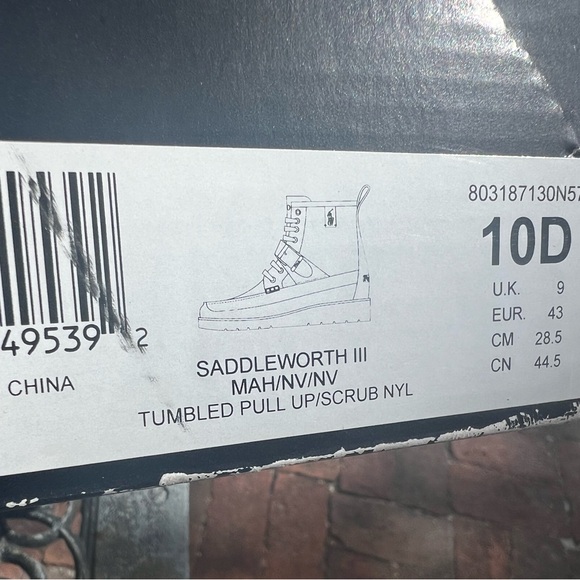 803187130N57
10D
U.K. 9
EUR. 43
CM 28.5
CN 44.5
49539 2
CHINA
SADDLEWORTH III
MAH/NV/NV
TUMBLED PULL UP/SCRUB NYL